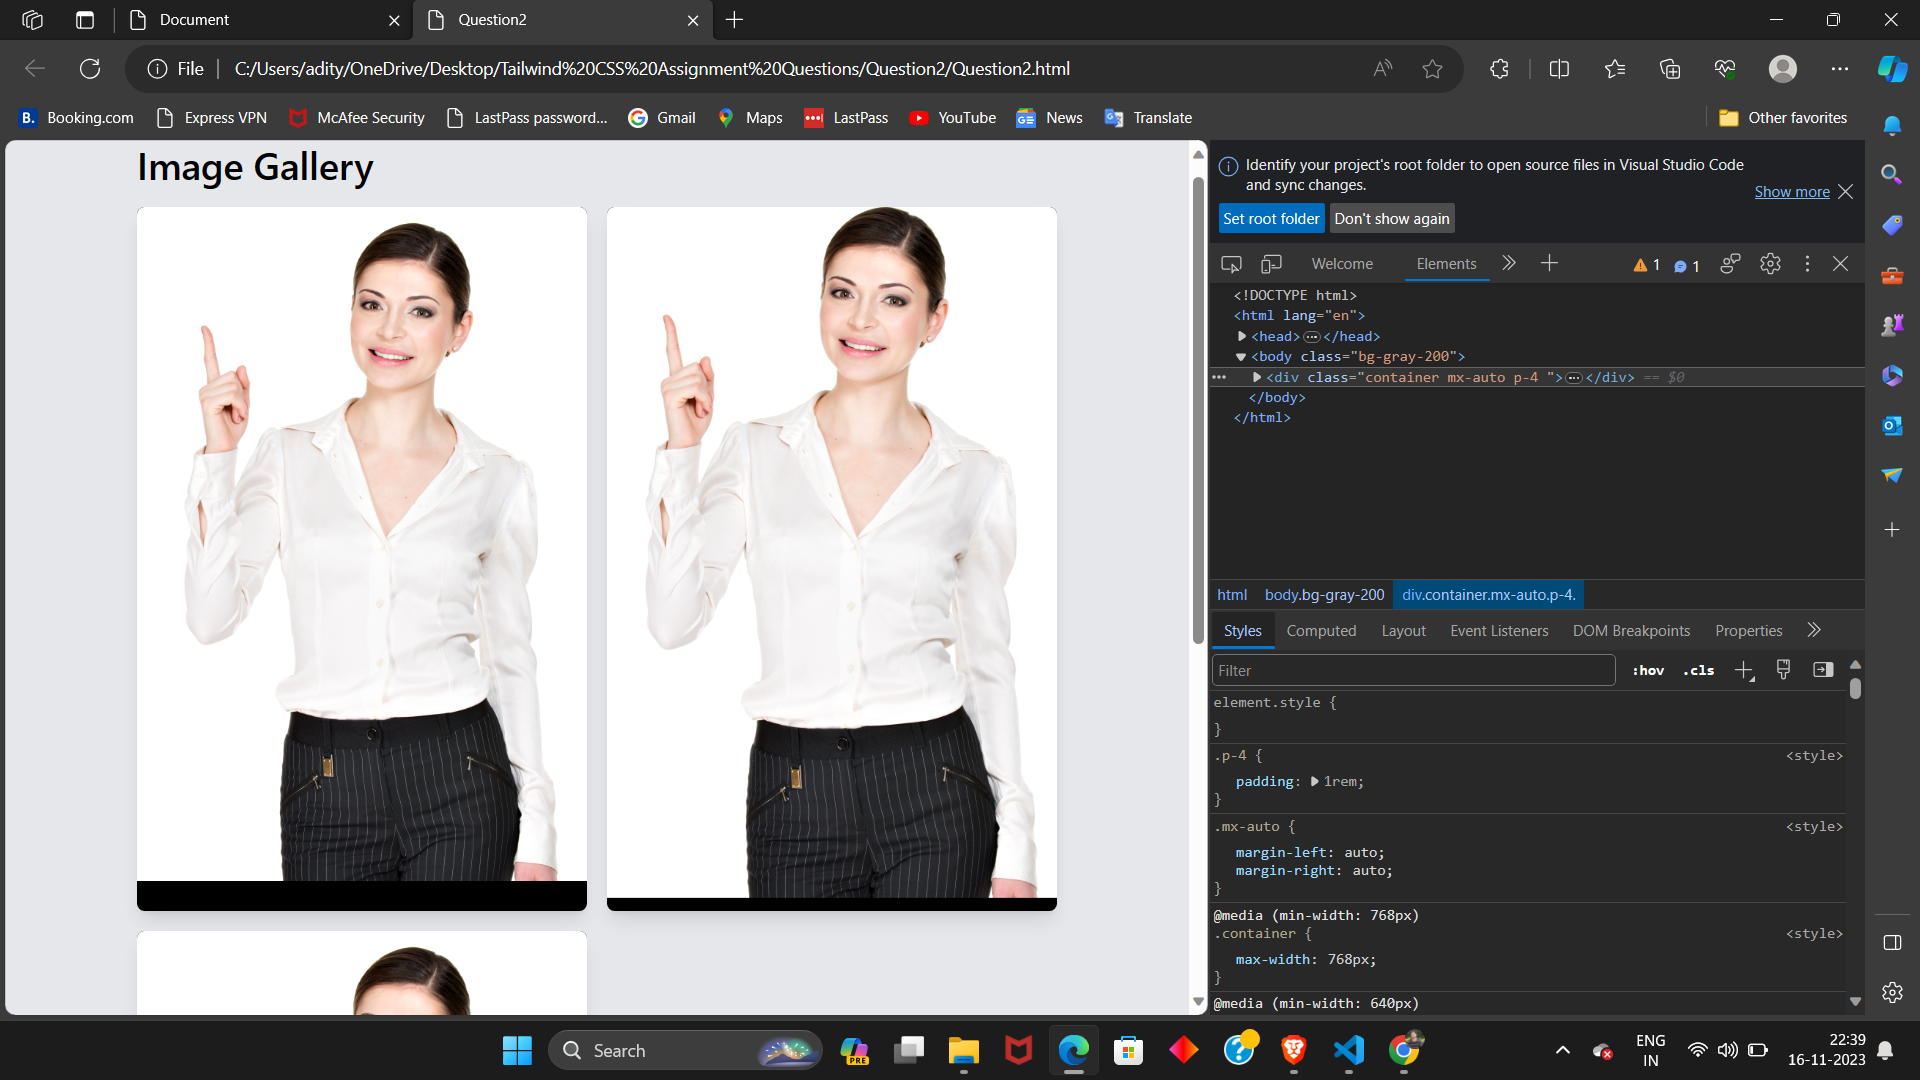 Document
Question2
File
C:/Users/adity/OneDrive/Desktop/Tailwind%20CSS%20Assignment%20Questions/Question2/Question2.html
B. Booking.com
Express VPN
McAfee Security
LastPass password...
Gmail
Maps
LastPass
YouTube
News
Translate
Other favorites
Image Gallery
Identify your project's root folder to open source files in Visual Studio Code
and sync changes.
Show more
Set root folder
Don't show again
Welcome
Elements
1
1
<!DOCTYPE html>
<html lang="en">
<head>…</head>
<body class="bg-gray-200">
<div class="container mx-auto p-4 ">…</div> == $0
</body>
</html>
html
body.bg-gray-200
div.container.mx-auto.p-4.
Styles
Computed
Layout
Event Listeners
DOM Breakpoints
Properties
Filter
:hov
.cls
element.style {
}
.p-4 {
<style>
padding: 1rem;
}
.mx-auto {
<style>
margin-left: auto;
margin-right: auto;
}
@media (min-width: 768px)
.container {
<style>
max-width: 768px;
}
@media (min-width: 640px)
Search
PRE
ENG
IN
22:39
16-11-2023